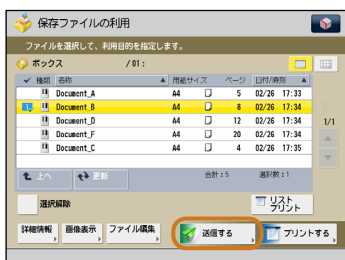 保存ファイルの利用
ファイルを選択して、利用目的を指定します。
ボックス /01:
✓ 種類 名称 ▲ 用紙サイズ ページ 日付/時刻 ▲
Document_A A4 5 02/26 17:33
Document_B A4 8 02/26 17:34
Document_D A4 12 02/26 17:34
Document_F A4 20 02/26 17:34
Document_C A4 4 02/26 17:35
1/1
上へ 更新 合計:5 選択数:1
選択解除 リスト
プリント
詳細情報 画像表示 ファイル編集 送信する プリントする